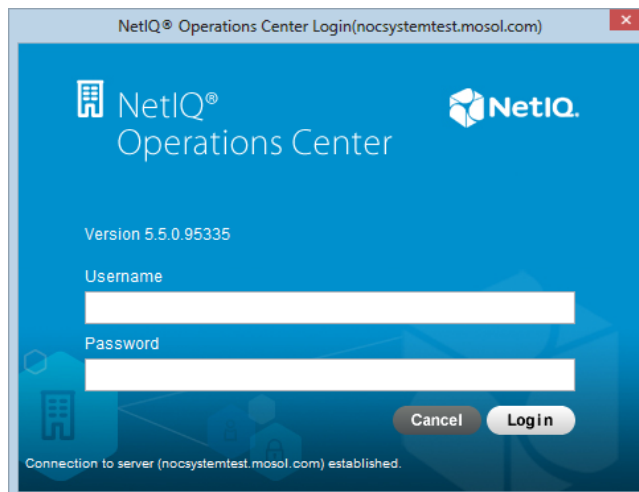 NetIQ® Operations Center Login(nocsystemtest.mosol.com)
NetIQ®
Operations Center
NetIQ.
Version 5.5.0.95335
Username
Password
Cancel
Login
Connection to server (nocsystemtest.mosol.com) established.